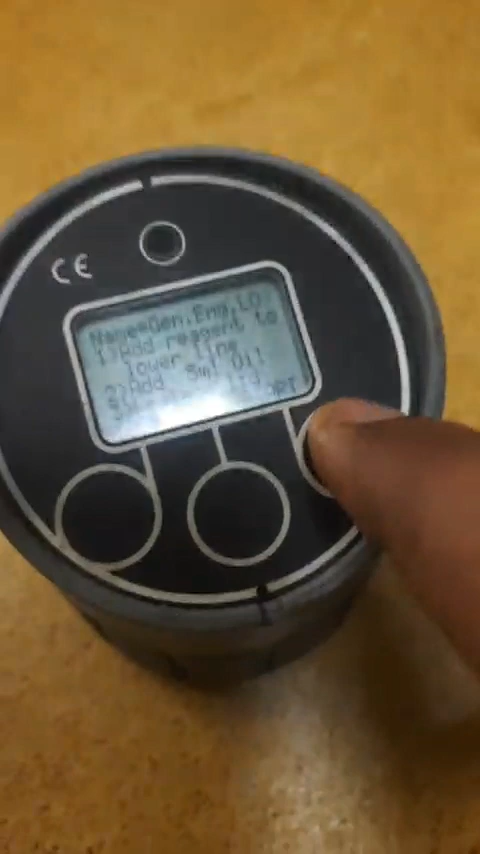 CE
Name=Gen.Eng.Lo
1)Add reagent to
lower line
2)Add 5ml Oil